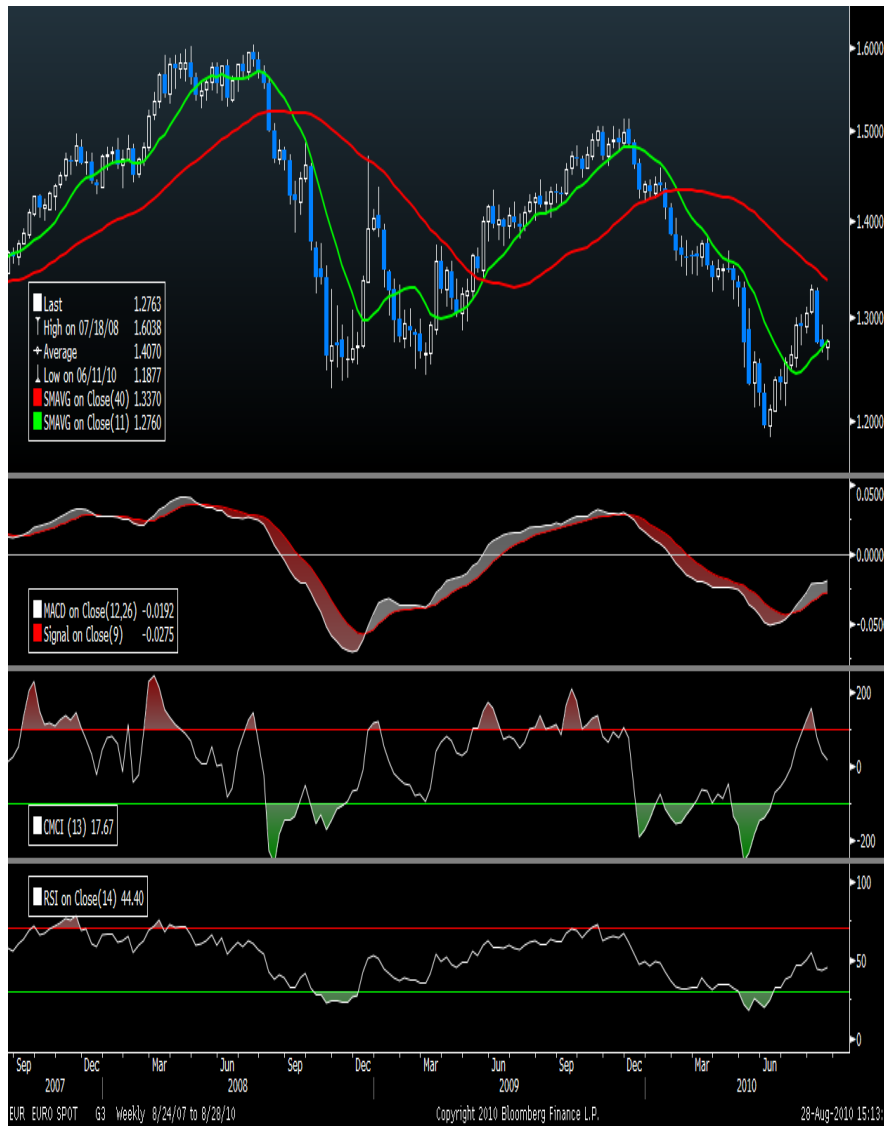 1.6000
1.5000
1.4000
1.3000
1.2000
Last 1.2763
High on 07/18/08 1.6038
Average 1.4070
Low on 06/11/10 1.1877
SMAVG on Close(40) 1.3370
SMAVG on Close(11) 1.2760
0.0500
0.0000
-0.0500
MACD on Close(12,26) -0.0192
Signal on Close(9) -0.0275
200
0
-200
CMCI (13) 17.67
100
50
0
RSI on Close(14) 44.40
Sep Dec Mar Jun Sep Dec Mar Jun Sep Dec Mar Jun
2007 2008 2009 2010
EUR EURO SPOT G3 Weekly 8/24/07 to 8/28/10 Copyright 2010 Bloomberg Finance L.P. 28-Aug-2010 15:13: